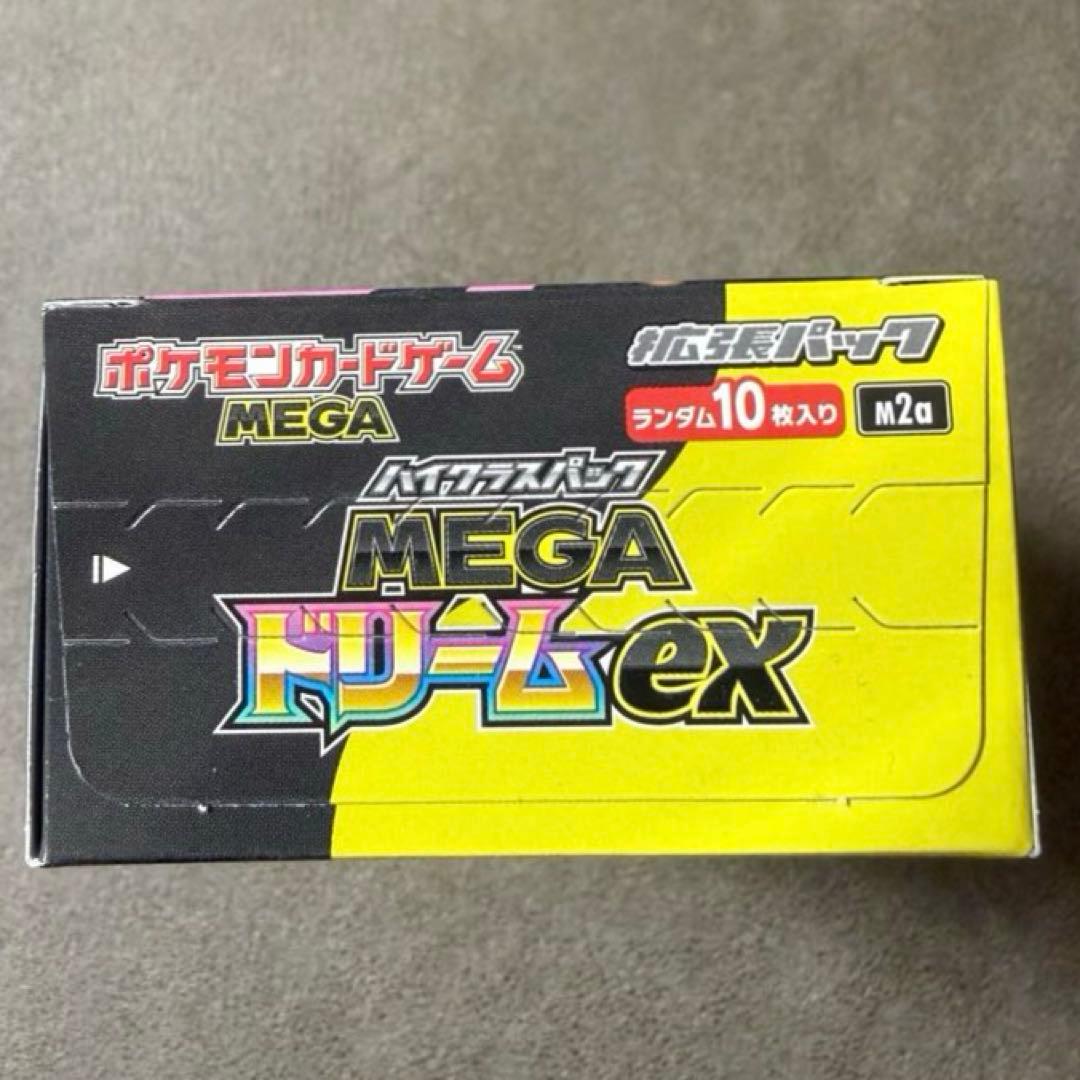 ポケモンカードゲーム
MEGA
拡張パック
ランダム10枚入り
M2a
ハイクラスパック
MEGA
ドリームex